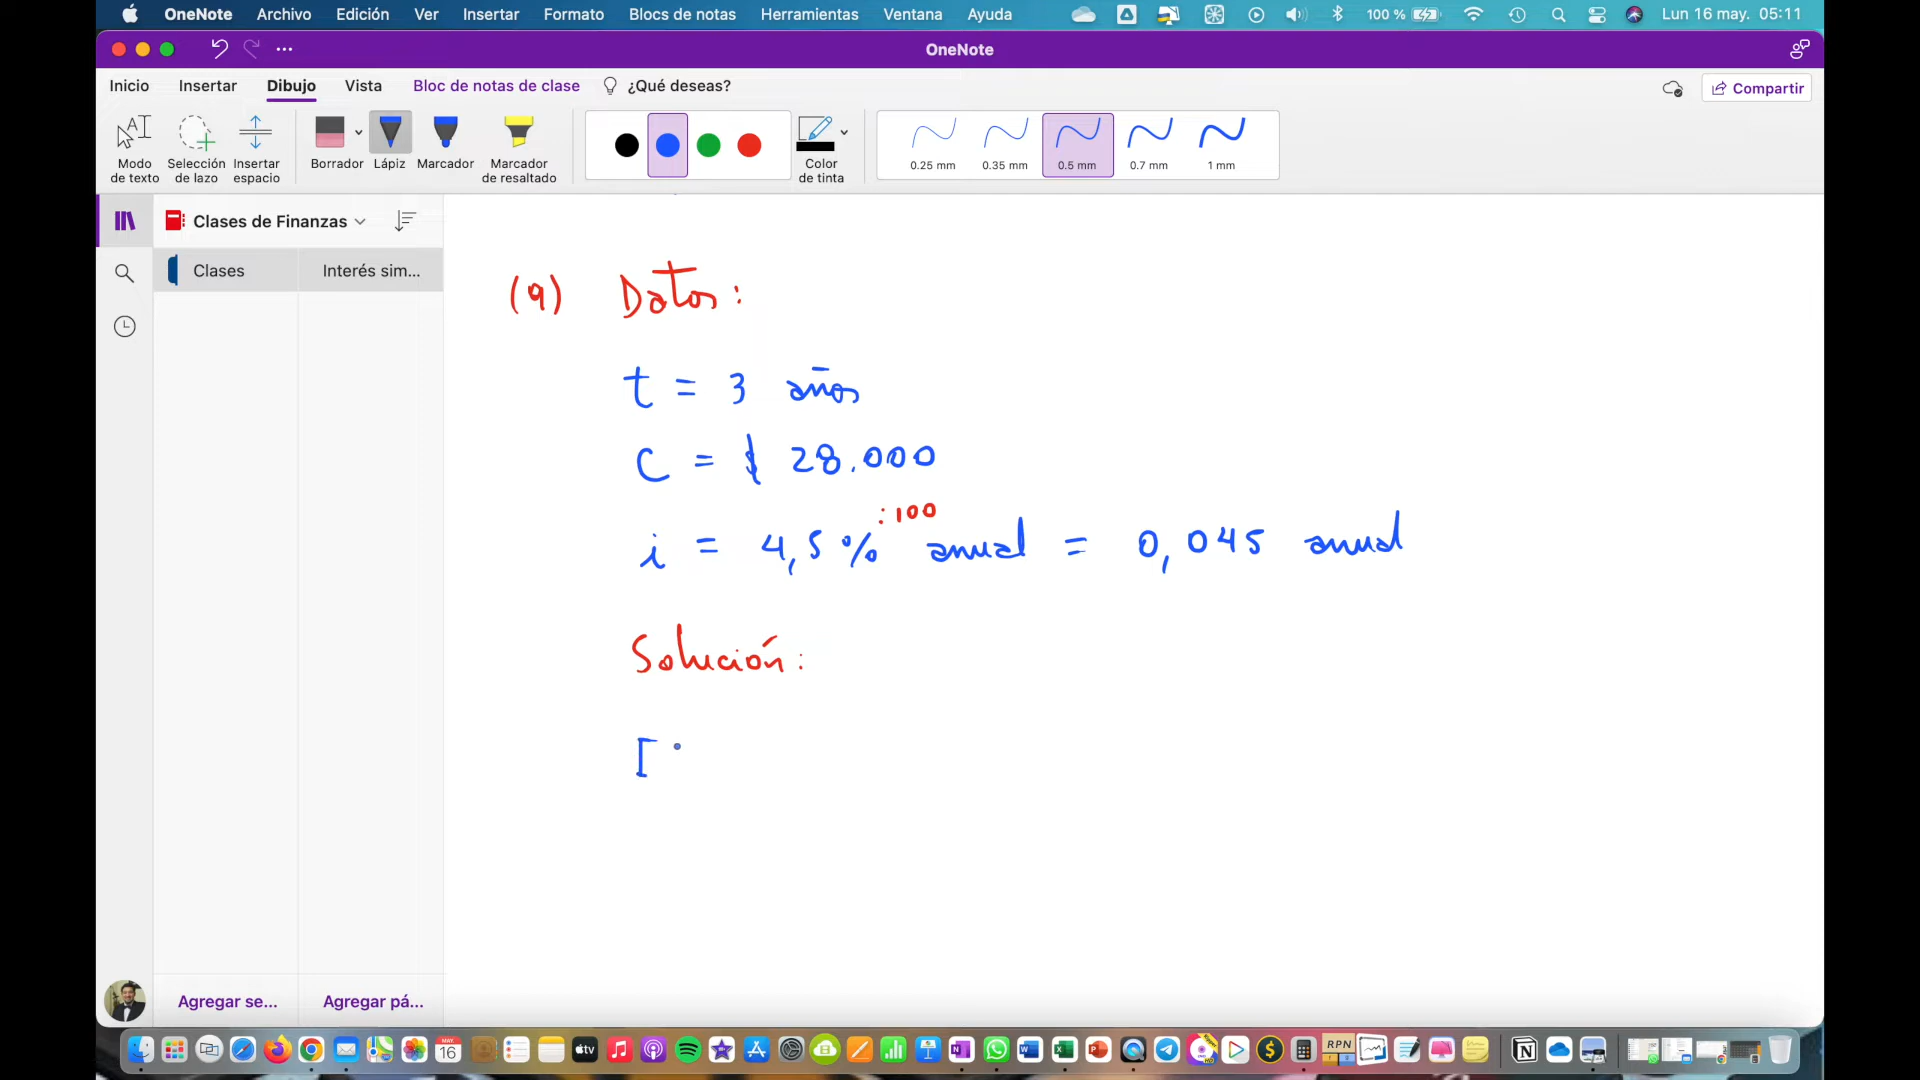 OneNote Archivo Edición Ver Insertar Formato Blocs de notas Herramientas Ventana Ayuda 100 % Lun 16 may. 05:11
OneNote
Inicio Insertar Dibujo Vista Bloc de notas de clase ¿Qué deseas? Compartir
Modo de texto
Selección de lazo
Insertar espacio
Borrador
Lápiz
Marcador
Marcador de resaltado
Color de tinta
0.25 mm 0.35 mm 0.5 mm 0.7 mm 1 mm
Clases de Finanzas
Clases Interés sim...
(9) Datos:
t = 3 años
C = $ 28.000
:100
i = 4,5% anual = 0,045 anual
Solución:
[
Agregar se... Agregar pá...
MAY. 16
tv
RPN